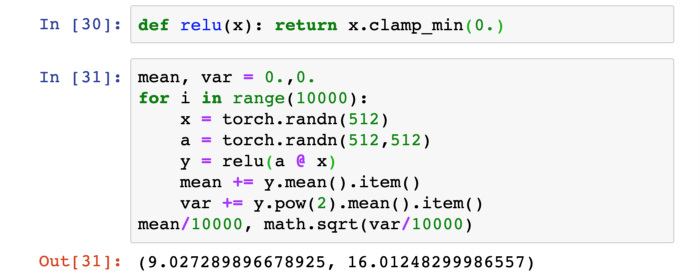 In [30]: def relu(x): return x.clamp_min(0.)
In [31]: mean, var = 0.,0.
for i in range(10000):
    x = torch.randn(512)
    a = torch.randn(512,512)
    y = relu(a @ x)
    mean += y.mean().item()
    var += y.pow(2).mean().item()
mean/10000, math.sqrt(var/10000)
Out[31]: (9.027289896678925, 16.01248299986557)